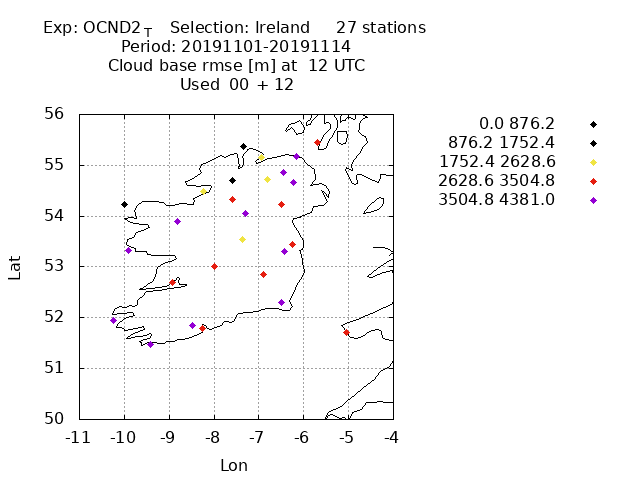 Exp: OCND2T Selection: Ireland 27 stations
Period: 20191101-20191114
Cloud base rmse [m] at 12 UTC
Used 00 + 12
0.0 876.2
876.2 1752.4
1752.4 2628.6
2628.6 3504.8
3504.8 4381.0
56
55
54
53
52
51
50
Lat
-11 -10 -9 -8 -7 -6 -5 -4
Lon